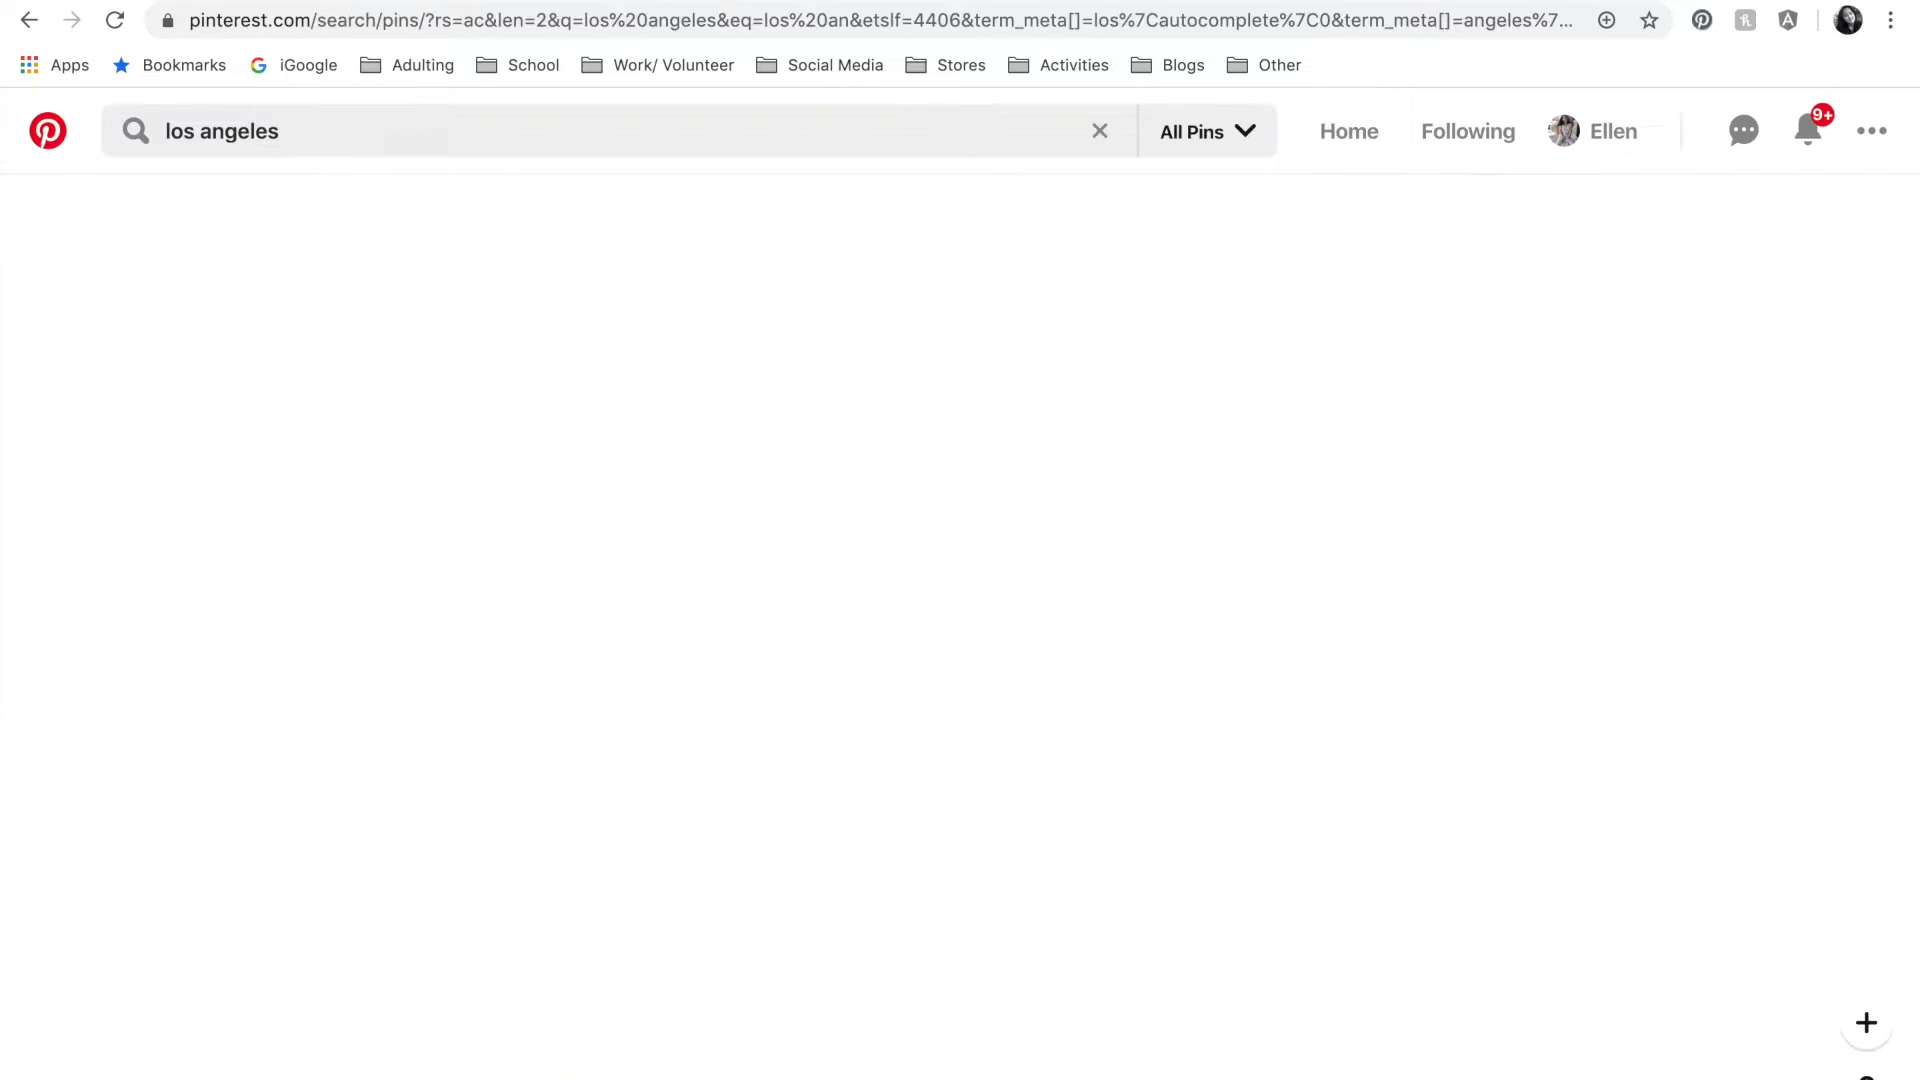 pinterest.com/search/pins/?rs=ac&len=2&q=los%20angeles&eq=los%20an&etslf=4406&term_meta[]=los%7Cautocomplete%7C0&term_meta[]=angeles%7...
Apps Bookmarks iGoogle Adulting School Work/ Volunteer Social Media Stores Activities Blogs Other
los angeles All Pins Home Following Ellen 9+